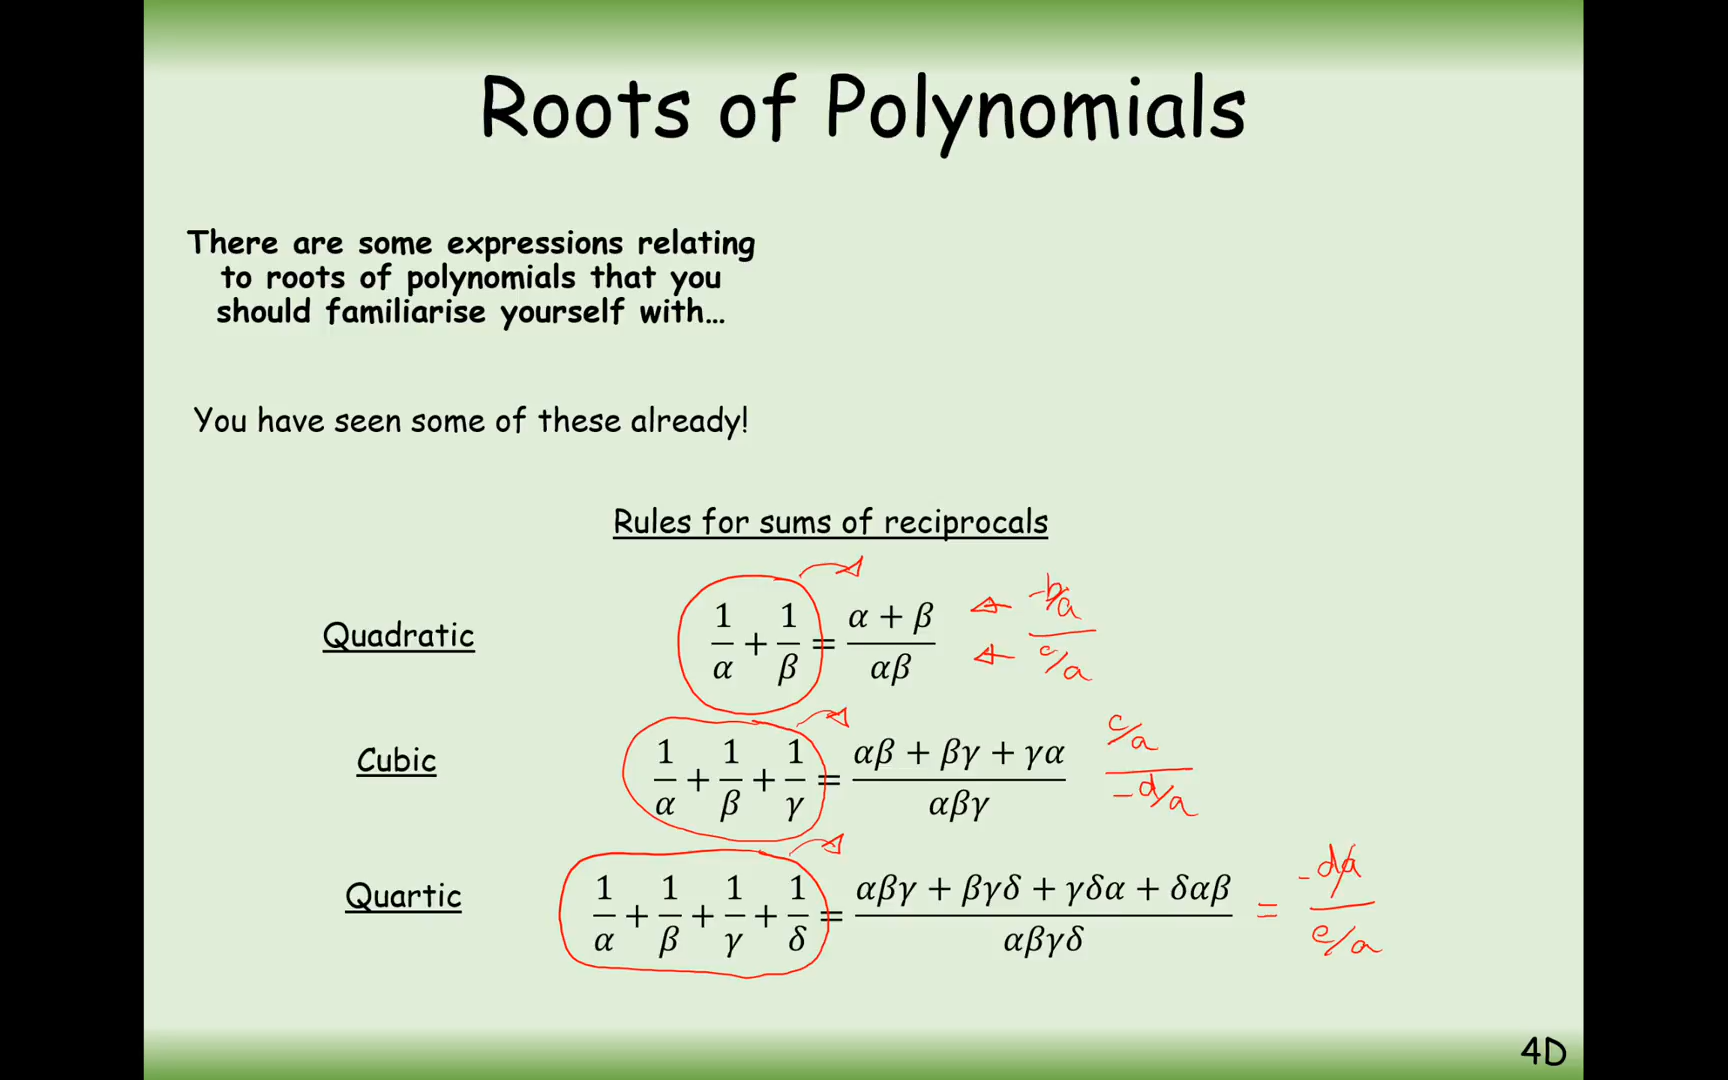 Roots of Polynomials
There are some expressions relating
to roots of polynomials that you
should familiarise yourself with…
You have seen some of these already!
Rules for sums of reciprocals
Quadratic
1/α + 1/β = (α + β)/(αβ) (-b/a)/(c/a)
Cubic
1/α + 1/β + 1/γ = (αβ + βγ + γα)/(αβγ) (c/a)/(-d/a)
Quartic
1/α + 1/β + 1/γ + 1/δ = (αβγ + βγδ + γδα + δαβ)/(αβγδ) = (-d/a)/(e/a)
4D